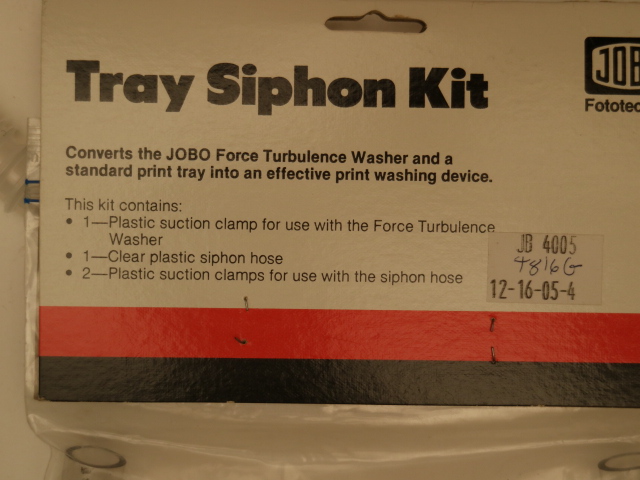 Tray Siphon Kit
JOBO
Fototec
Converts the JOBO Force Turbulence Washer and a
standard print tray into an effective print washing device.
This kit contains:
• 1—Plastic suction clamp for use with the Force Turbulence
Washer
• 1—Clear plastic siphon hose
• 2—Plastic suction clamps for use with the siphon hose
JB 4005
4816G
12-16-05-4